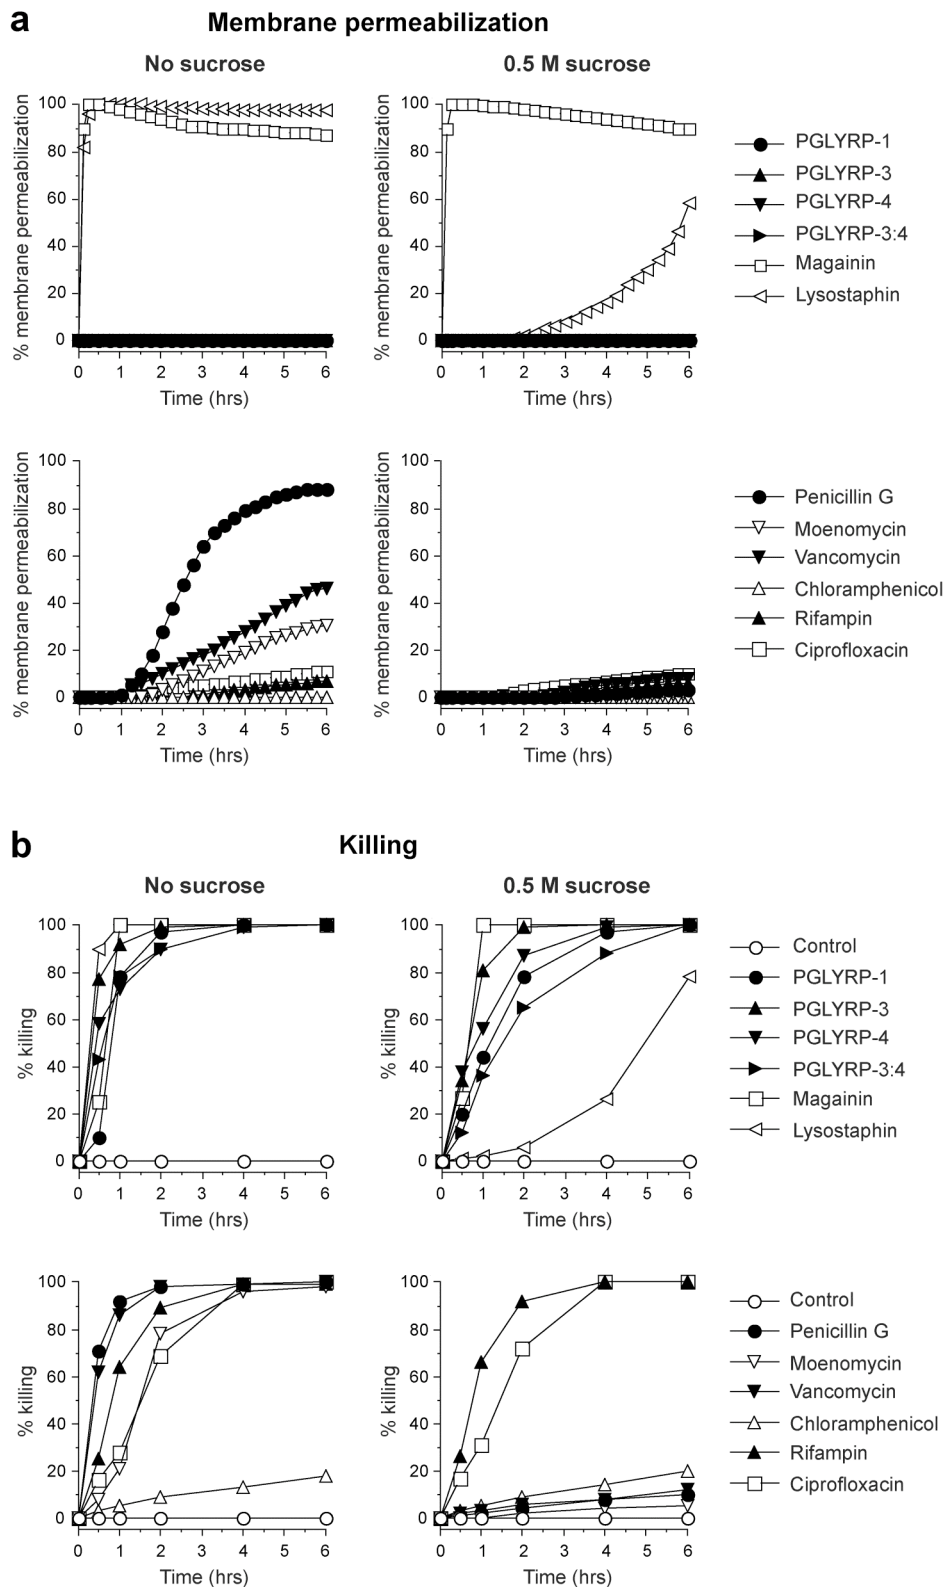 a
Membrane permeabilization
No sucrose
0.5 M sucrose
% membrane permeabilization
100
80
60
40
20
0
0 1 2 3 4 5 6
Time (hrs)
% membrane permeabilization
100
80
60
40
20
0
0 1 2 3 4 5 6
Time (hrs)
PGLYRP-1
PGLYRP-3
PGLYRP-4
PGLYRP-3:4
Magainin
Lysostaphin
% membrane permeabilization
100
80
60
40
20
0
0 1 2 3 4 5 6
Time (hrs)
% membrane permeabilization
100
80
60
40
20
0
0 1 2 3 4 5 6
Time (hrs)
Penicillin G
Moenomycin
Vancomycin
Chloramphenicol
Rifampin
Ciprofloxacin
b
Killing
No sucrose
0.5 M sucrose
% killing
100
80
60
40
20
0
0 1 2 3 4 5 6
Time (hrs)
% killing
100
80
60
40
20
0
0 1 2 3 4 5 6
Time (hrs)
Control
PGLYRP-1
PGLYRP-3
PGLYRP-4
PGLYRP-3:4
Magainin
Lysostaphin
% killing
100
80
60
40
20
0
0 1 2 3 4 5 6
Time (hrs)
% killing
100
80
60
40
20
0
0 1 2 3 4 5 6
Time (hrs)
Control
Penicillin G
Moenomycin
Vancomycin
Chloramphenicol
Rifampin
Ciprofloxacin